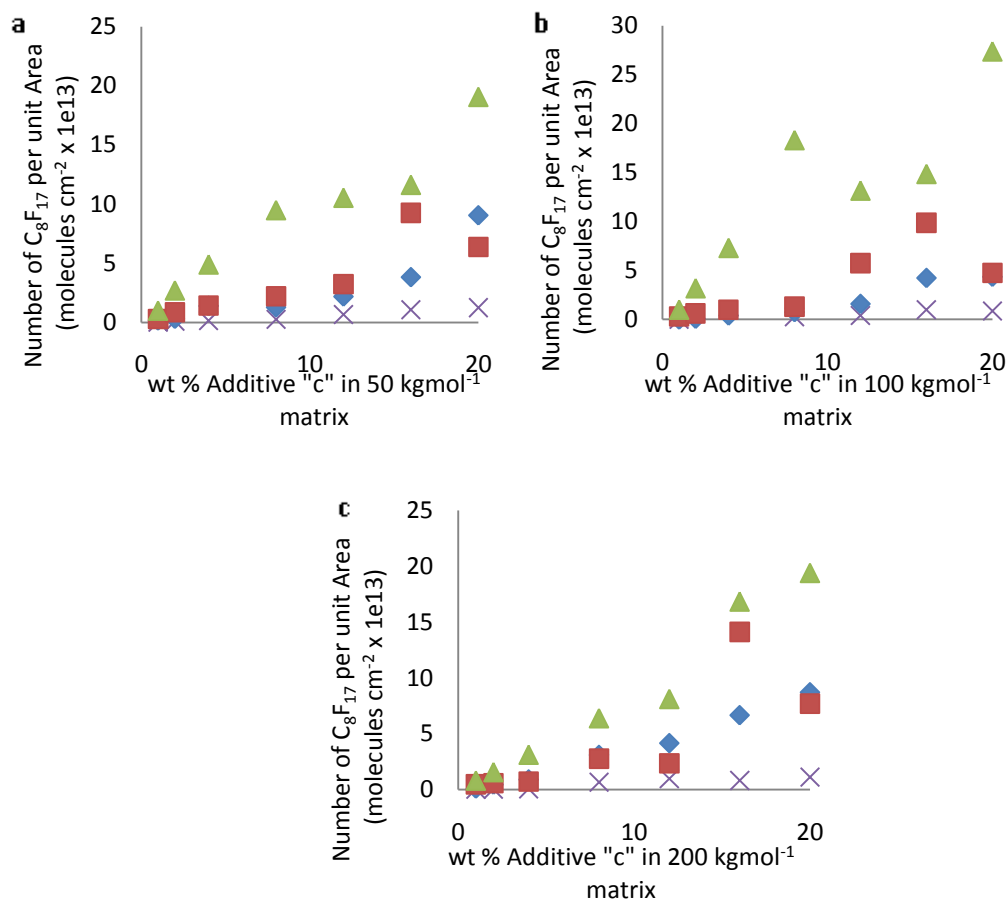 a
Number of C₈F₁₇ per unit Area
(molecules cm⁻² x 1e13)
25
20
15
10
5
0
0
10
20
wt % Additive "c" in 50 kgmol⁻¹
matrix
b
Number of C₈F₁₇ per unit Area
(molecules cm⁻² x 1e13)
30
25
20
15
10
5
0
0
10
20
wt % Additive "c" in 100 kgmol⁻¹
matrix
c
Number of C₈F₁₇ per unit Area
(molecules cm⁻² x 1e13)
25
20
15
10
5
0
0
10
20
wt % Additive "c" in 200 kgmol⁻¹
matrix